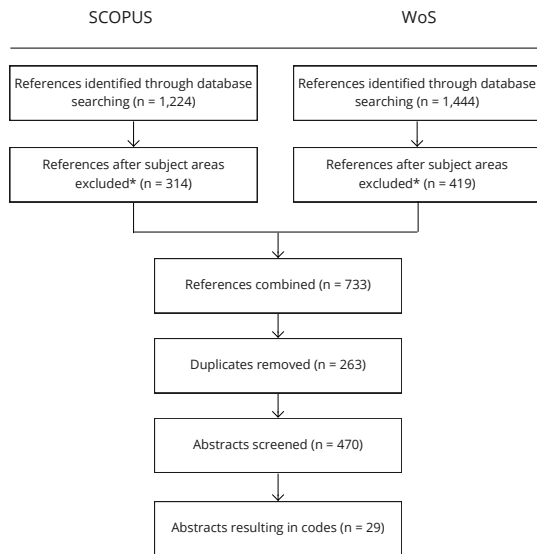 SCOPUS
WoS
References identified through database
searching (n = 1,224)
References identified through database
searching (n = 1,444)
References after subject areas
excluded* (n = 314)
References after subject areas
excluded* (n = 419)
References combined (n = 733)
Duplicates removed (n = 263)
Abstracts screened (n = 470)
Abstracts resulting in codes (n = 29)